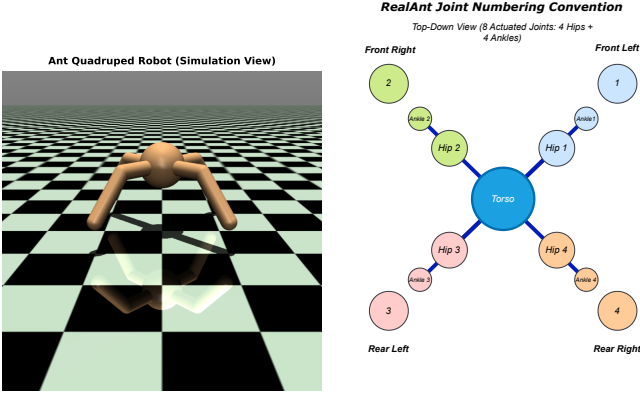 RealAnt Joint Numbering Convention
Top-Down View (8 Actuated Joints: 4 Hips +
4 Ankles)
Front Right
Front Left
Ant Quadruped Robot (Simulation View)
2
1
Ankle 2
Ankle1
Hip 2
Hip 1
Torso
Hip 3
Hip 4
Ankle 3
Ankle 4
3
4
Rear Left
Rear Right